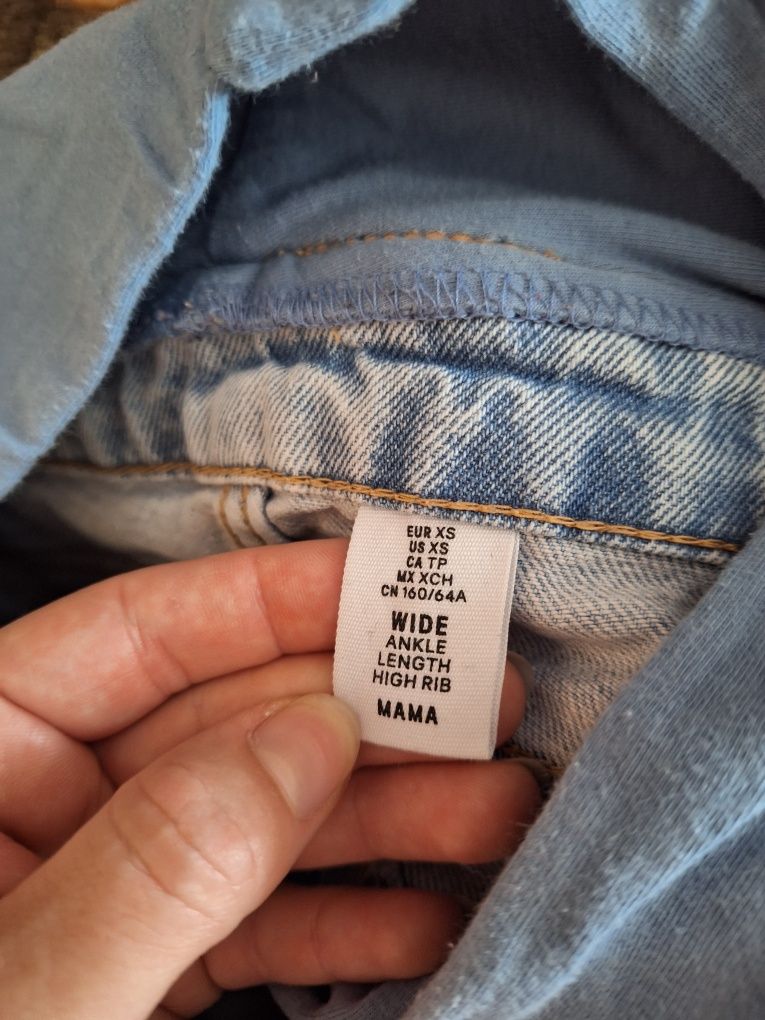 EUR XS
US XS
CA TP
MX XCH
CN 160/64A
WIDE
ANKLE
LENGTH
HIGH RIB
MAMA